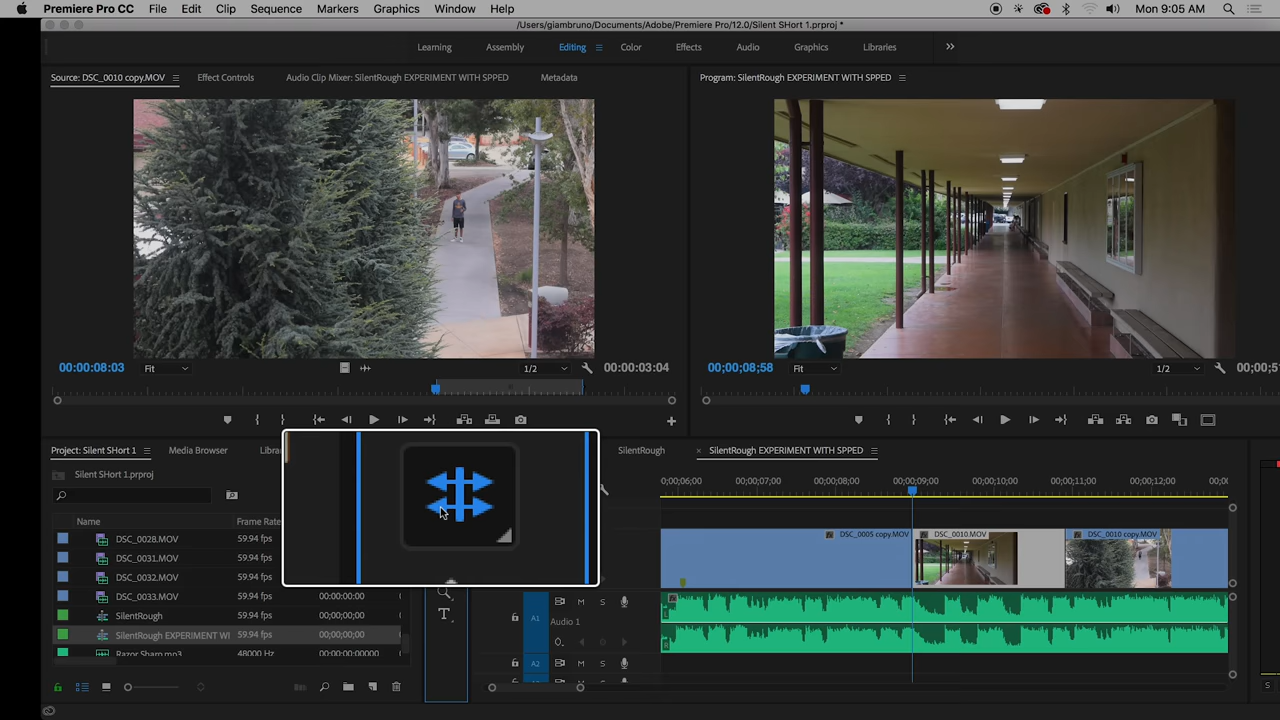 Premiere Pro CC File Edit Clip Sequence Markers Graphics Window Help Mon 9:05 AM
/Users/giambruno/Documents/Adobe/Premiere Pro/12.0/Silent SHort 1.prproj *
Learning Assembly Editing Color Effects Audio Graphics Libraries
Source: DSC_0010 copy.MOV Effect Controls Audio Clip Mixer: SilentRough EXPERIMENT WITH SPPED Metadata Program: SilentRough EXPERIMENT WITH SPPED
00:00:08:03 Fit 1/2 00:00:03:04 00;00;08;58 Fit 1/2 00;00;5
Project: Silent SHort 1 Media Browser Libra SilentRough × SilentRough EXPERIMENT WITH SPPED
Silent SHort 1.prproj
0;00;06;00 00;00;07;00 00;00;08;00 00;00;09;00 00;00;10;00 00;00;11;00 00;00;12;00 00;0
Name Frame Rate
DSC_0028.MOV 59.94 fps
DSC_0005 copy.MOV DSC_0010.MOV DSC_0010 copy.MOV
DSC_0031.MOV 59.94 fps
DSC_0032.MOV 59.94 fps
DSC_0033.MOV 59.94 fps 00:00:00:00
A1 M S
SilentRough 59.94 fps 00;00;00;00
T
Audio 1
SilentRough EXPERIMENT WI 59.94 fps 00;00;00;00
L
R
Razor Sharp.mp3 48000 Hz 00:00:00:00000
A2 M S
S